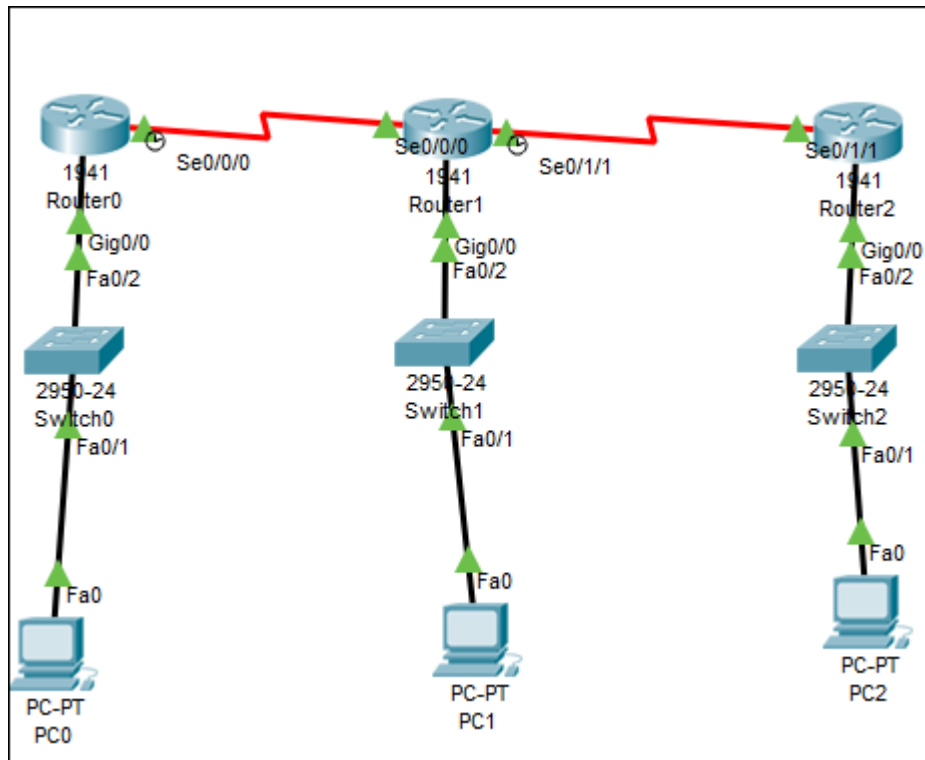 Se0/0/0
1941
Router0
Gig0/0
Fa0/2
2950-24
Switch0
Fa0/1
Fa0
PC-PT
PC0
Se0/0/0
Se0/1/1
1941
Router1
Gig0/0
Fa0/2
2950-24
Switch1
Fa0/1
Fa0
PC-PT
PC1
Se0/1/1
1941
Router2
Gig0/0
Fa0/2
2950-24
Switch2
Fa0/1
Fa0
PC-PT
PC2